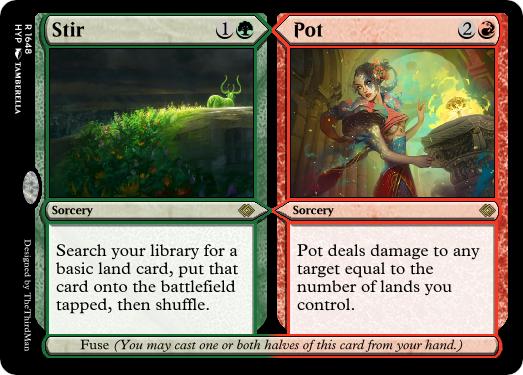 Stir 1
Pot 2
Sorcery
Sorcery
Search your library for a
basic land card, put that
card onto the battlefield
tapped, then shuffle.
Pot deals damage to any
target equal to the
number of lands you
control.
Fuse (You may cast one or both halves of this card from your hand.)
R 1648
HYP TAMBERELLA
Designed by TheThirdMan